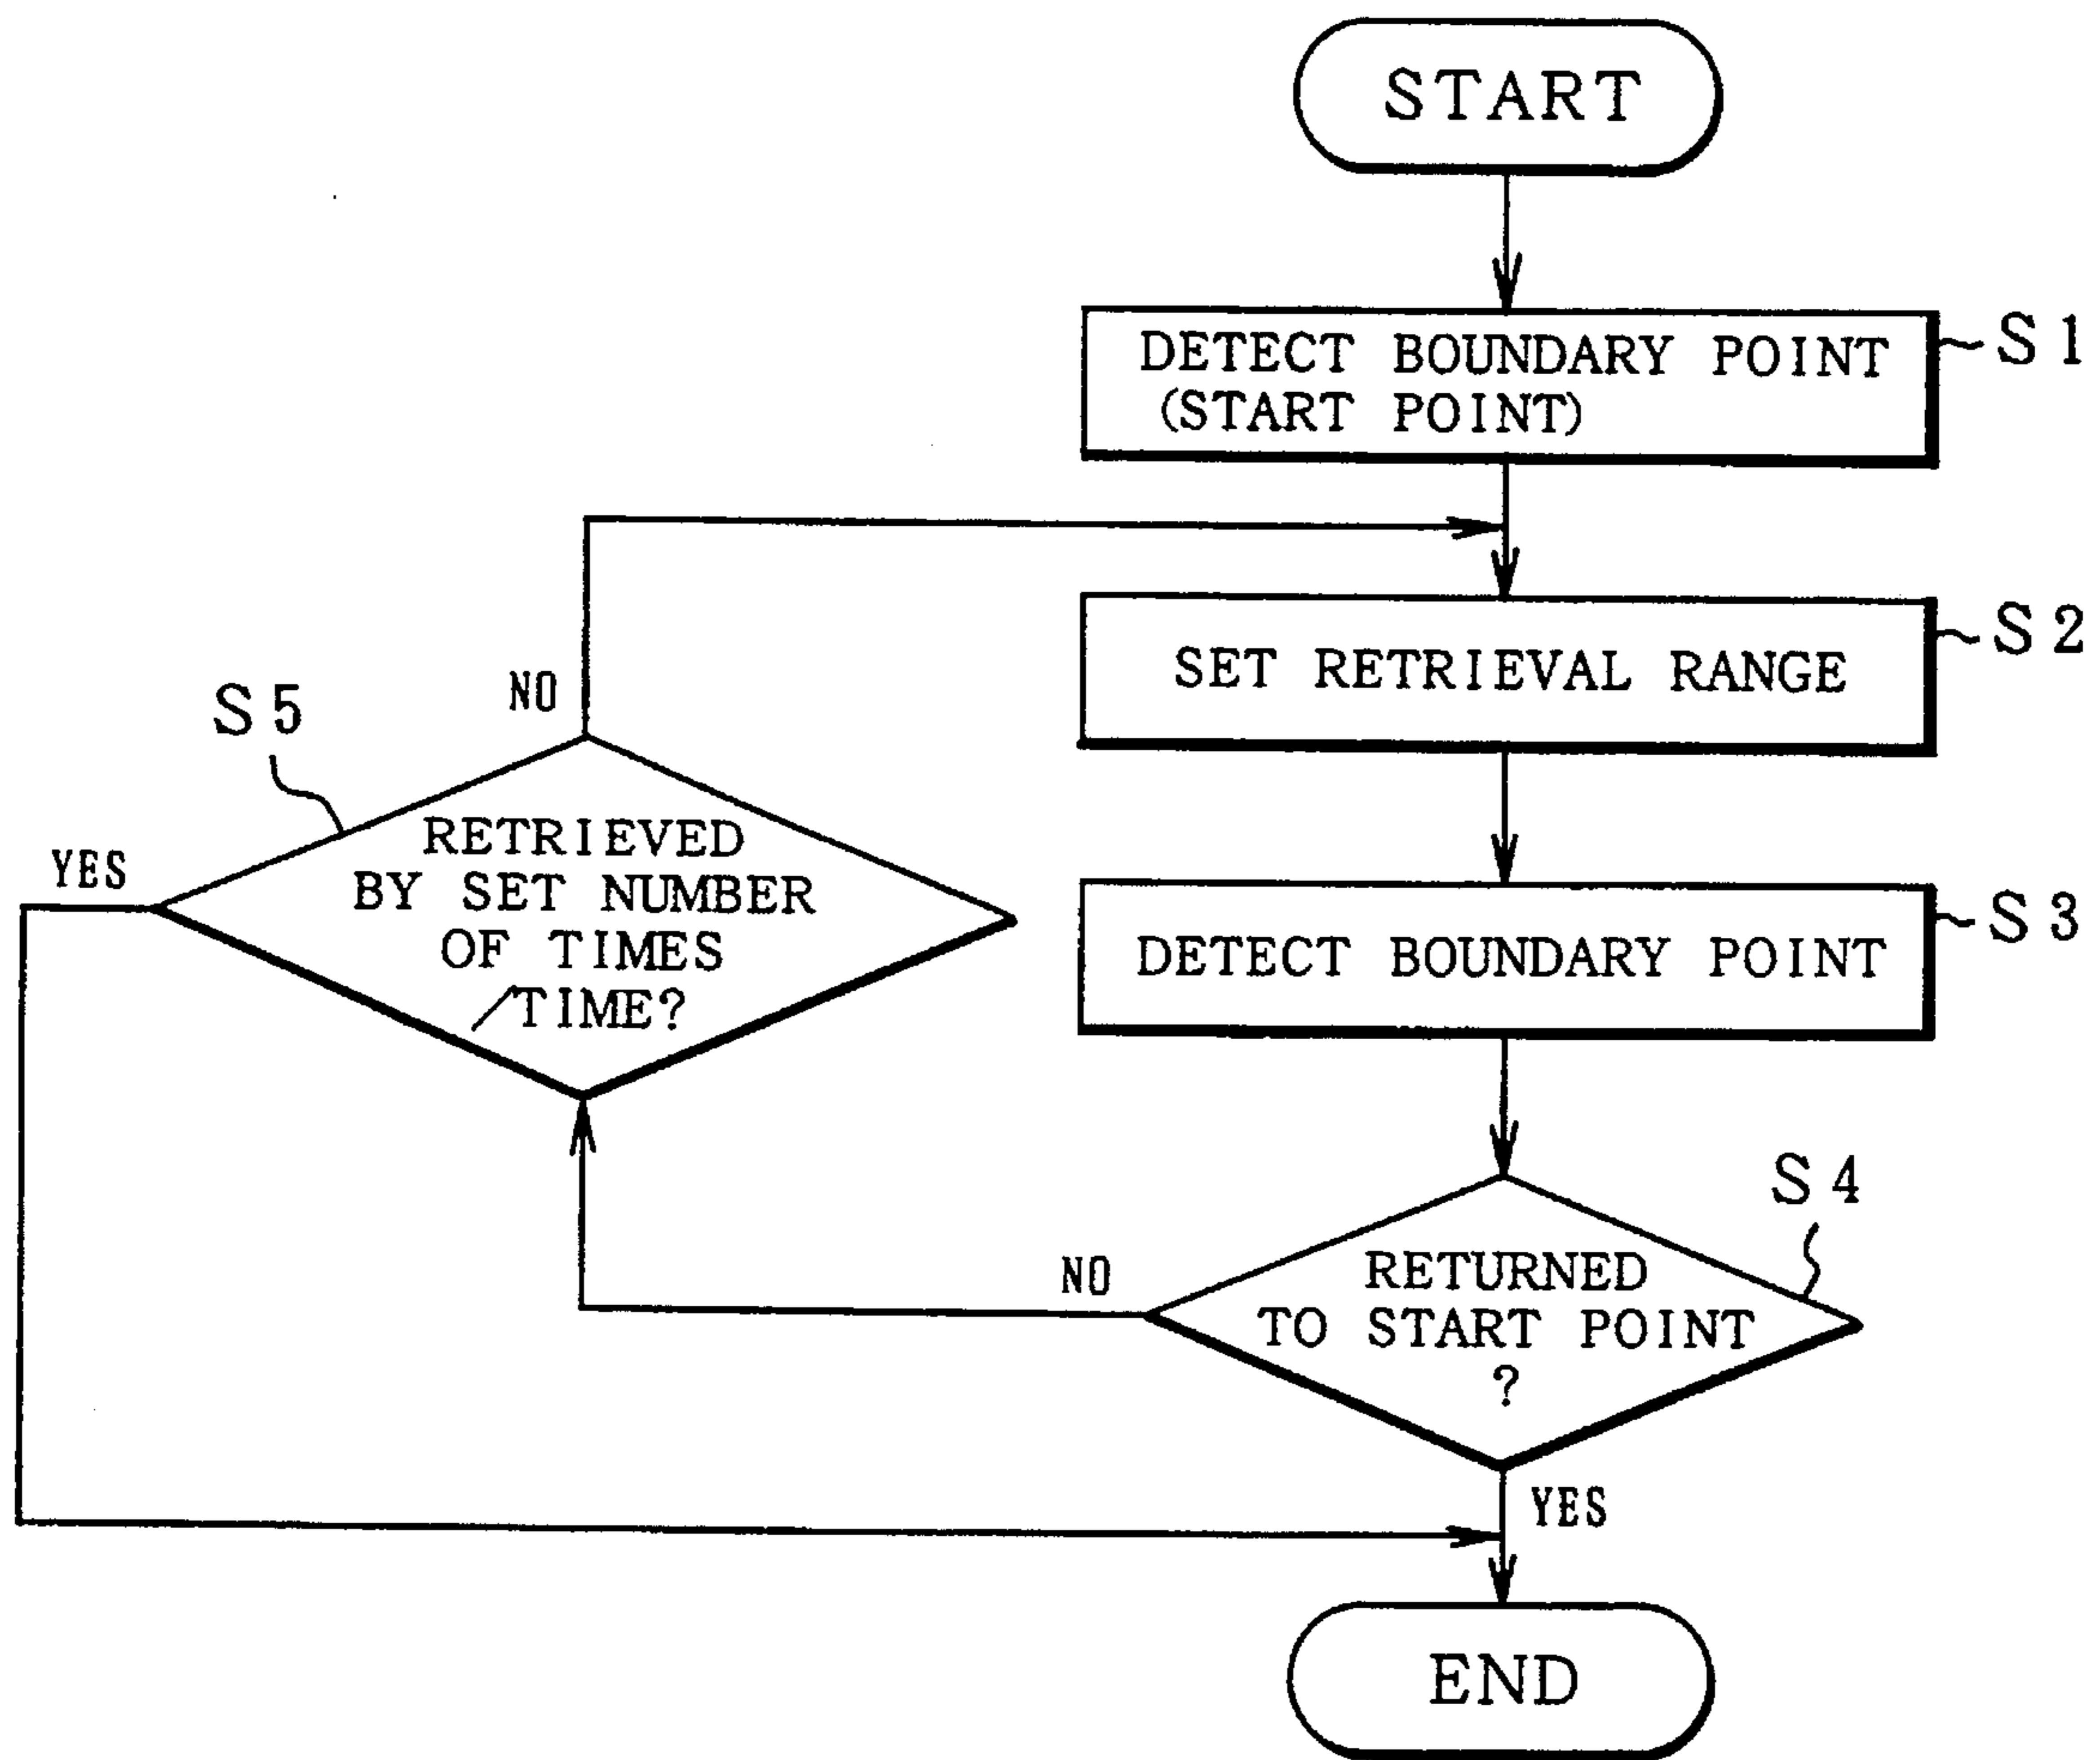 START
DETECT BOUNDARY POINT
(START POINT)
S1
SET RETRIEVAL RANGE
S2
DETECT BOUNDARY POINT
S3
RETURNED
TO START POINT
?
S4
NO
YES
RETRIEVED
BY SET NUMBER
OF TIMES
/TIME?
S5
NO
YES
END